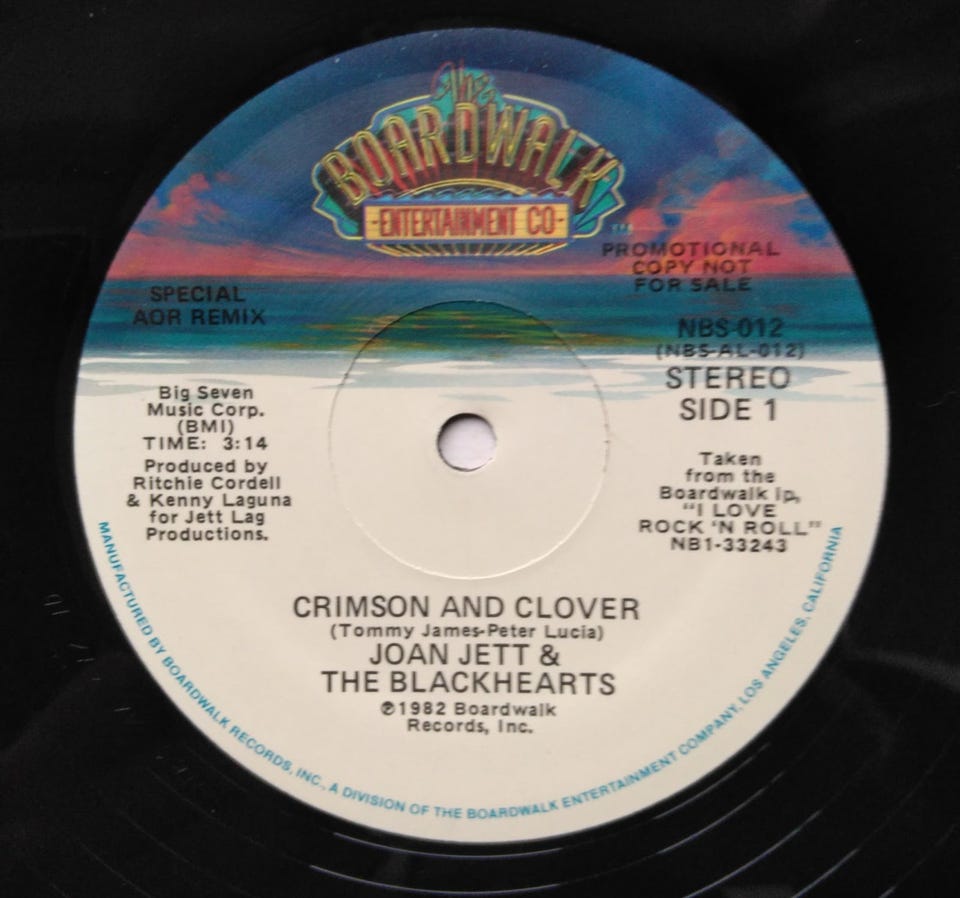 The
BOARDWALK
-ENTERTAINMENT CO-
SM
PROMOTIONAL
COPY NOT
FOR SALE
SPECIAL
AOR REMIX
NBS-012
(NBS-AL-012)
STEREO
SIDE 1
Big Seven
Music Corp.
(BMI)
TIME: 3:14
Produced by
Ritchie Cordell
& Kenny Laguna
for Jett Lag
Productions.
Taken
from the
Boardwalk lp,
"I LOVE
ROCK 'N ROLL"
NB1-33243
CRIMSON AND CLOVER
(Tommy James-Peter Lucia)
JOAN JETT &
THE BLACKHEARTS
℗1982 Boardwalk
Records, Inc.
MANUFACTURED BY BOARDWALK RECORDS, INC., A DIVISION OF THE BOARDWALK ENTERTAINMENT COMPANY, LOS ANGELES, CALIFORNIA